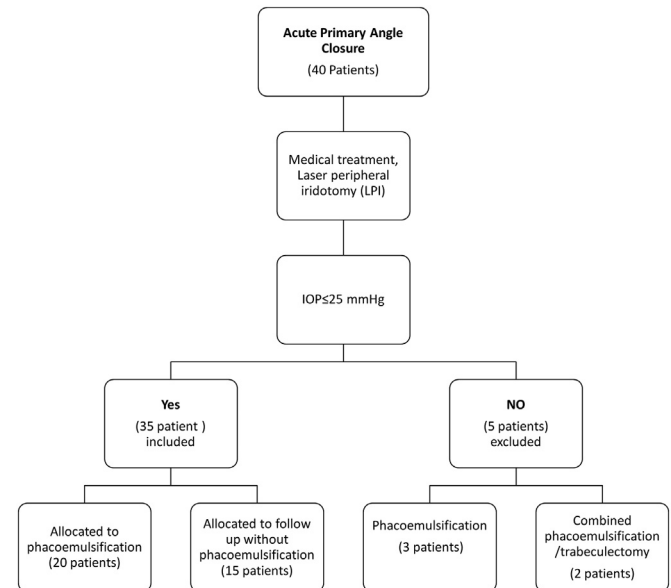 Acute Primary Angle
Closure
(40 Patients)
Medical treatment,
Laser peripheral
iridotomy (LPI)
IOP≤25 mmHg
Yes
(35 patient )
included
NO
(5 patients)
excluded
Allocated to
phacoemulsification
(20 patients)
Allocated to follow
up without
phacoemulsification
(15 patients)
Phacoemulsification
(3 patients)
Combined
phacoemulsification
/trabeculectomy
(2 patients)